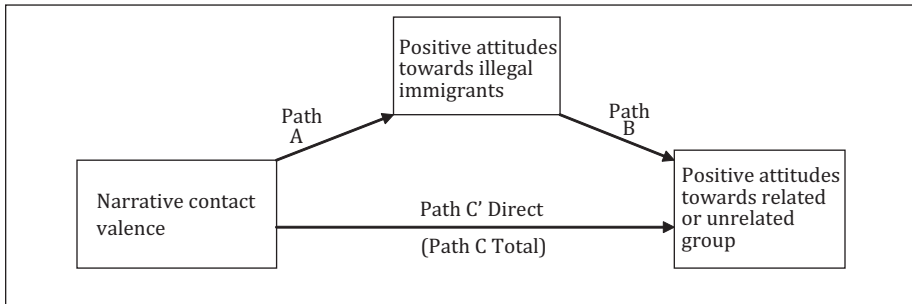 Positive attitudes
towards illegal
immigrants
Path
A
Path
B
Narrative contact
valence
Path C’ Direct
(Path C Total)
Positive attitudes
towards related
or unrelated
group